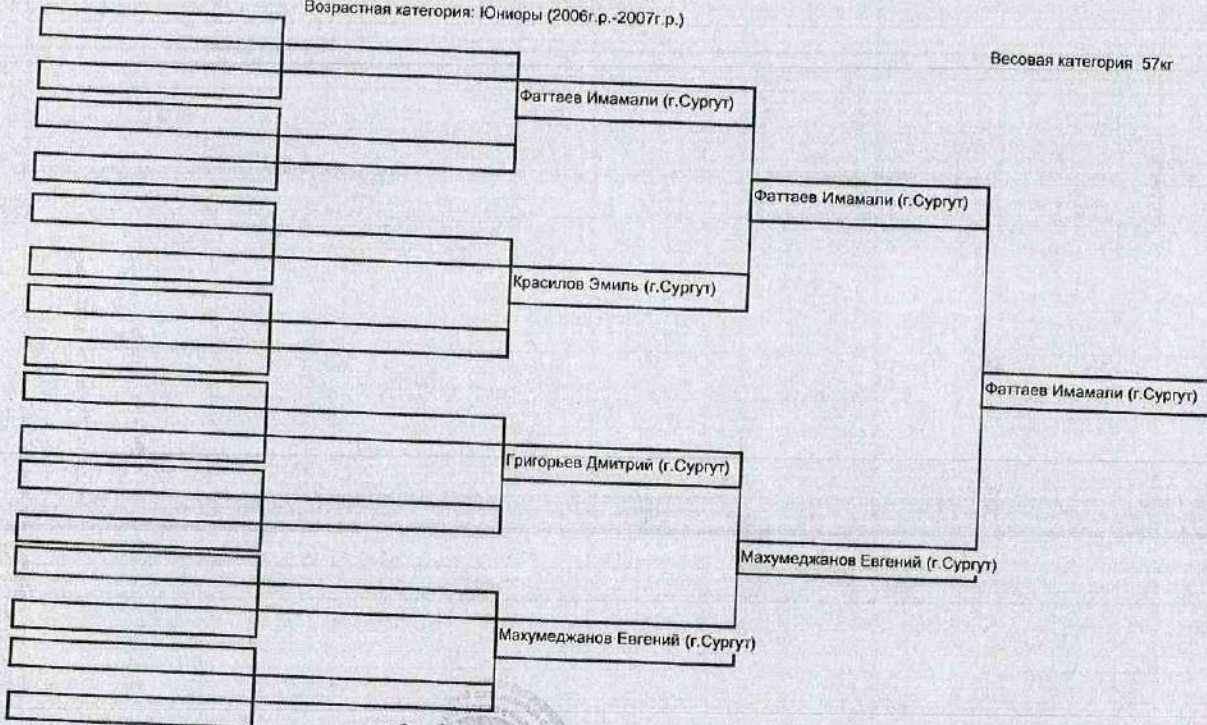 Возрастная категория: Юниоры (2006г.р.-2007г.р.)
Весовая категория 57кг
Фаттаев Имамали (г.Сургут)
Фаттаев Имамали (г.Сургут)
Красилов Эмиль (г.Сургут)
Фаттаев Имамали (г.Сургут)
Григорьев Дмитрий (г.Сургут)
Махумеджанов Евгений (г.Сургут)
Махумеджанов Евгений (г.Сургут)